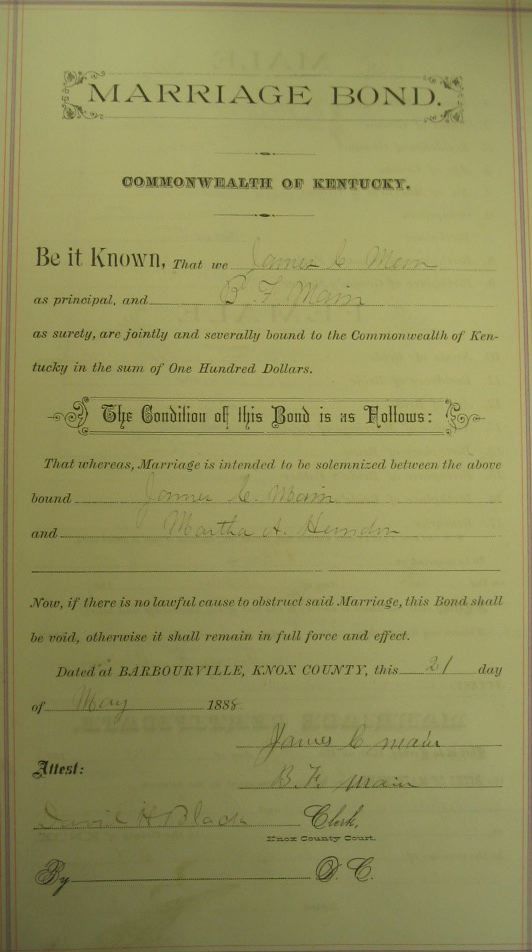 MARRIAGE BOND.
COMMONWEALTH OF KENTUCKY.
Be it Known, That we James C Main
as principal, and B. F. Main
as surety, are jointly and severally bound to the Commonwealth of Ken-
tucky in the sum of One Hundred Dollars.
The Condition of this Bond is as Follows:
That whereas, Marriage is intended to be solemnized between the above
bound James C. Main
and Martha A.
Now, if there is no lawful cause to obstruct said Marriage, this Bond shall
be void, otherwise it shall remain in full force and effect.
Dated at BARBOURVILLE, KNOX COUNTY, this 21 day
of May 1888
James C main
Attest:
B. F. Main
David H Black Clerk,
Knox County Court.
By D. C.